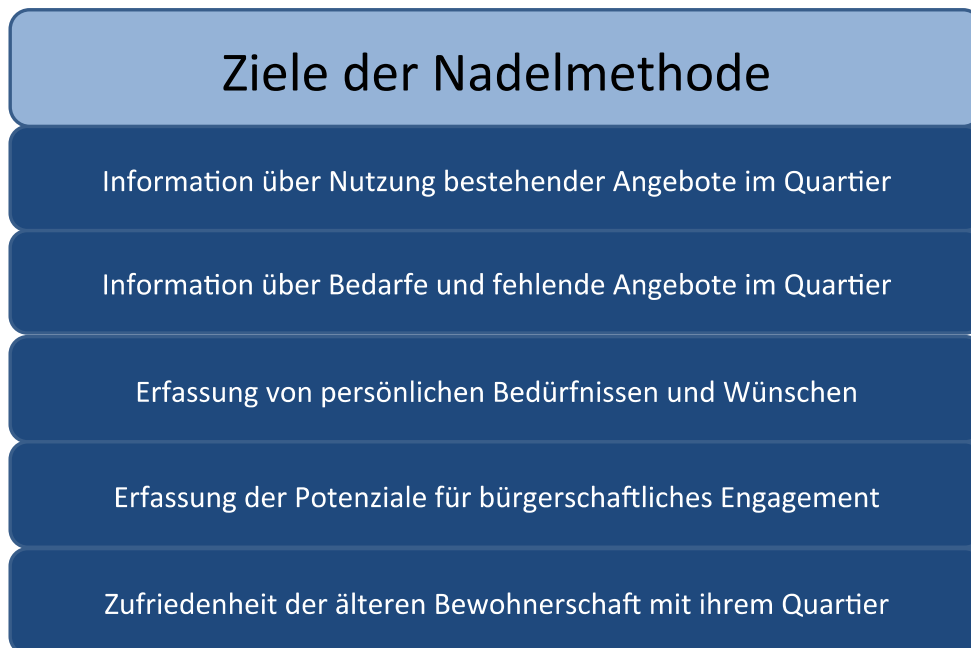 Ziele der Nadelmethode
Information über Nutzung bestehender Angebote im Quartier
Information über Bedarfe und fehlende Angebote im Quartier
Erfassung von persönlichen Bedürfnissen und Wünschen
Erfassung der Potenziale für bürgerschaftliches Engagement
Zufriedenheit der älteren Bewohnerschaft mit ihrem Quartier